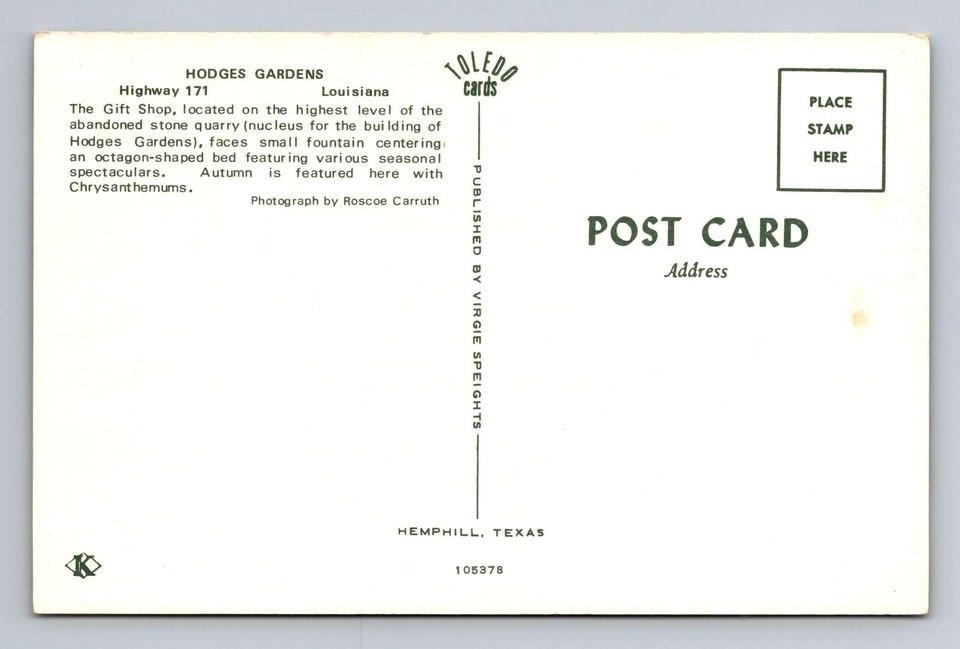 HODGES GARDENS
Highway 171 Louisiana
The Gift Shop, located on the highest level of the
abandoned stone quarry (nucleus for the building of
Hodges Gardens), faces small fountain centering
an octagon-shaped bed featuring various seasonal
spectaculars. Autumn is featured here with
Chrysanthemums.
Photograph by Roscoe Carruth
TOLEDO
cards
PUBLISHED BY VIRGIE SPEIGHTS
HEMPHILL, TEXAS
105378
K
PLACE
STAMP
HERE
POST CARD
Address